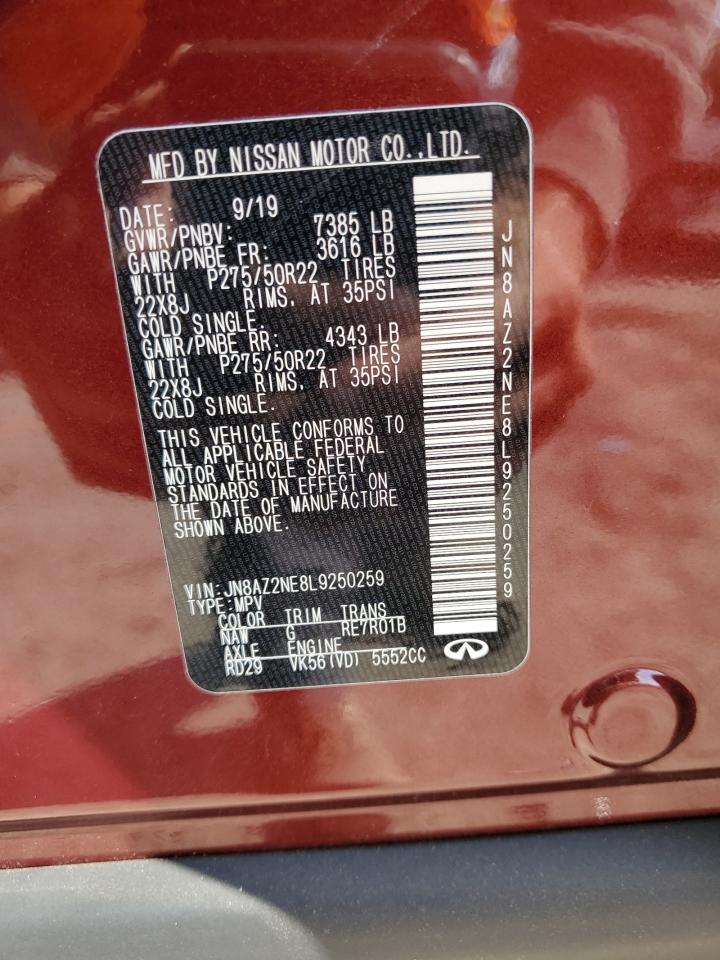 MFD BY NISSAN MOTOR CO.,LTD.
DATE: 9/19
GVWR/PNBV: 7385 LB
GAWR/PNBE FR: 3616 LB
WITH P275/50R22 TIRES
22X8J RIMS, AT 35PSI
COLD SINGLE.
GAWR/PNBE RR: 4343 LB
WITH P275/50R22 TIRES
22X8J RIMS, AT 35PSI
COLD SINGLE.
THIS VEHICLE CONFORMS TO
ALL APPLICABLE FEDERAL
MOTOR VEHICLE SAFETY
STANDARDS IN EFFECT ON
THE DATE OF MANUFACTURE
SHOWN ABOVE.
VIN:JN8AZ2NE8L9250259
TYPE:MPV
COLOR TRIM TRANS
NAW G RE7R01B
AXLE ENGINE
RD29 VK56(VD) 5552CC
JN8AZ2NE8L9250259